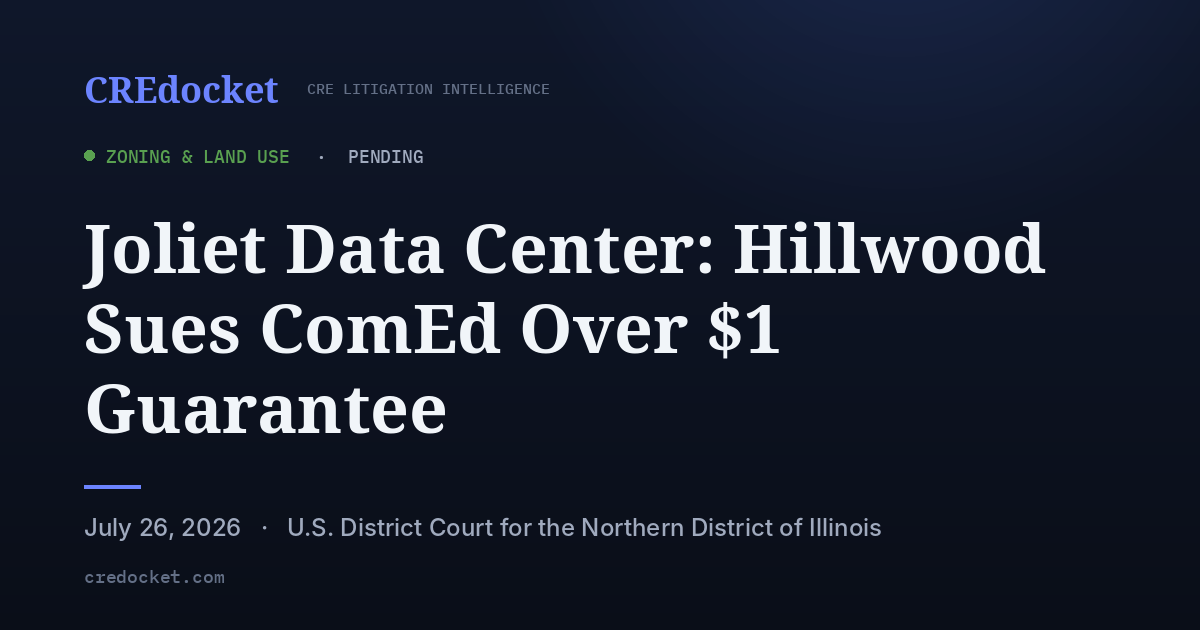 CREdocket CRE LITIGATION INTELLIGENCE
ZONING & LAND USE · PENDING
Joliet Data Center: Hillwood
Sues ComEd Over $1
Guarantee
July 26, 2026 · U.S. District Court for the Northern District of Illinois
credocket.com